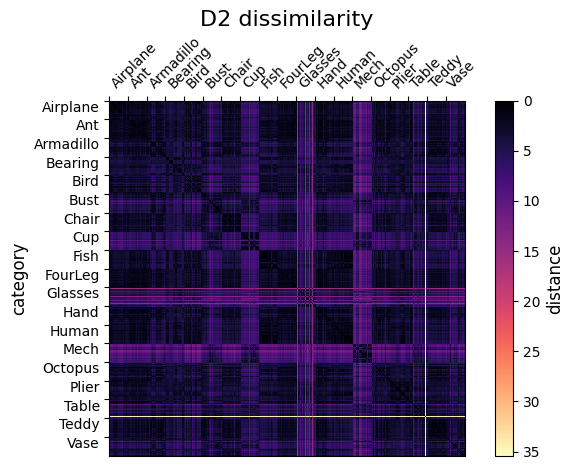 D2 dissimilarity
Airplane
Ant
Armadillo
Bearing
Bird
Bust
Chair
Cup
Fish
FourLeg
Glasses
Hand
Human
Mech
Octopus
Plier
Table
Teddy
Vase
Airplane
Ant
Armadillo
Bearing
Bird
Bust
Chair
Cup
Fish
FourLeg
Glasses
Hand
Human
Mech
Octopus
Plier
Table
Teddy
Vase
category
0
5
10
15
20
25
30
35
distance